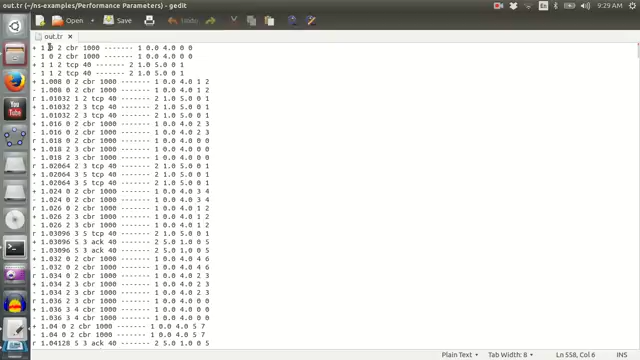 out.tr (~/ns-examples/Performance Parameters) - gedit
En
9:29 AM
Open
Save
Undo
out.tr ×
+ 1 0 2 cbr 1000 ------- 1 0.0 4.0 0 0
- 1 0 2 cbr 1000 ------- 1 0.0 4.0 0 0
+ 1 1 2 tcp 40 ------- 2 1.0 5.0 0 1
- 1 1 2 tcp 40 ------- 2 1.0 5.0 0 1
+ 1.008 0 2 cbr 1000 ------- 1 0.0 4.0 1 2
- 1.008 0 2 cbr 1000 ------- 1 0.0 4.0 1 2
r 1.01032 1 2 tcp 40 ------- 2 1.0 5.0 0 1
+ 1.01032 2 3 tcp 40 ------- 2 1.0 5.0 0 1
- 1.01032 2 3 tcp 40 ------- 2 1.0 5.0 0 1
+ 1.016 0 2 cbr 1000 ------- 1 0.0 4.0 2 3
- 1.016 0 2 cbr 1000 ------- 1 0.0 4.0 2 3
r 1.018 0 2 cbr 1000 ------- 1 0.0 4.0 0 0
+ 1.018 2 3 cbr 1000 ------- 1 0.0 4.0 0 0
- 1.018 2 3 cbr 1000 ------- 1 0.0 4.0 0 0
r 1.02064 2 3 tcp 40 ------- 2 1.0 5.0 0 1
+ 1.02064 3 5 tcp 40 ------- 2 1.0 5.0 0 1
- 1.02064 3 5 tcp 40 ------- 2 1.0 5.0 0 1
+ 1.024 0 2 cbr 1000 ------- 1 0.0 4.0 3 4
- 1.024 0 2 cbr 1000 ------- 1 0.0 4.0 3 4
r 1.026 0 2 cbr 1000 ------- 1 0.0 4.0 1 2
+ 1.026 2 3 cbr 1000 ------- 1 0.0 4.0 1 2
- 1.026 2 3 cbr 1000 ------- 1 0.0 4.0 1 2
r 1.03096 3 5 tcp 40 ------- 2 1.0 5.0 0 1
+ 1.03096 5 3 ack 40 ------- 2 5.0 1.0 0 5
- 1.03096 5 3 ack 40 ------- 2 5.0 1.0 0 5
+ 1.032 0 2 cbr 1000 ------- 1 0.0 4.0 4 6
- 1.032 0 2 cbr 1000 ------- 1 0.0 4.0 4 6
r 1.034 0 2 cbr 1000 ------- 1 0.0 4.0 2 3
+ 1.034 2 3 cbr 1000 ------- 1 0.0 4.0 2 3
- 1.034 2 3 cbr 1000 ------- 1 0.0 4.0 2 3
r 1.036 2 3 cbr 1000 ------- 1 0.0 4.0 0 0
+ 1.036 3 4 cbr 1000 ------- 1 0.0 4.0 0 0
- 1.036 3 4 cbr 1000 ------- 1 0.0 4.0 0 0
+ 1.04 0 2 cbr 1000 ------- 1 0.0 4.0 5 7
- 1.04 0 2 cbr 1000 ------- 1 0.0 4.0 5 7
r 1.04128 5 3 ack 40 ------- 2 5.0 1.0 0 5
You
Tube
Plain Text
Tab Width: 8
Ln 558, Col 6
INS